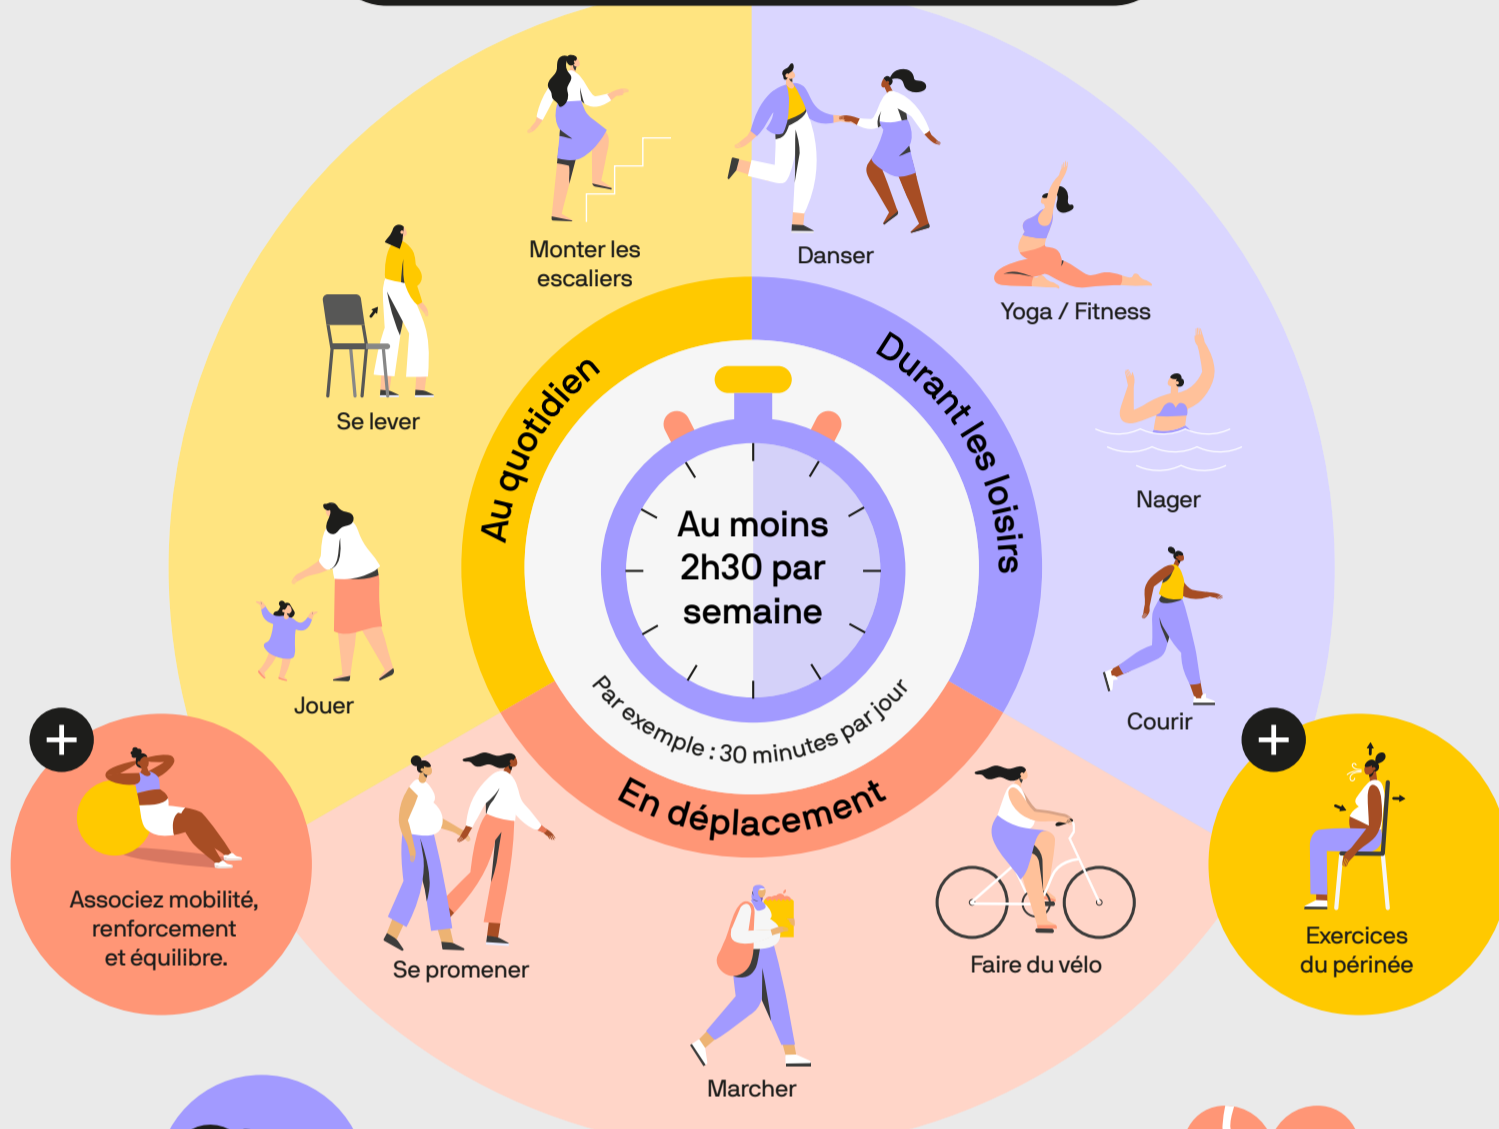 Monter les
escaliers
Danser
Yoga / Fitness
Se lever
Nager
Jouer
Courir
Au quotidien
Durant les loisirs
En déplacement
Au moins
2h30 par
semaine
Par exemple : 30 minutes par jour
Se promener
Marcher
Faire du vélo
+
Associez mobilité,
renforcement
et équilibre.
+
Exercices
du périnée